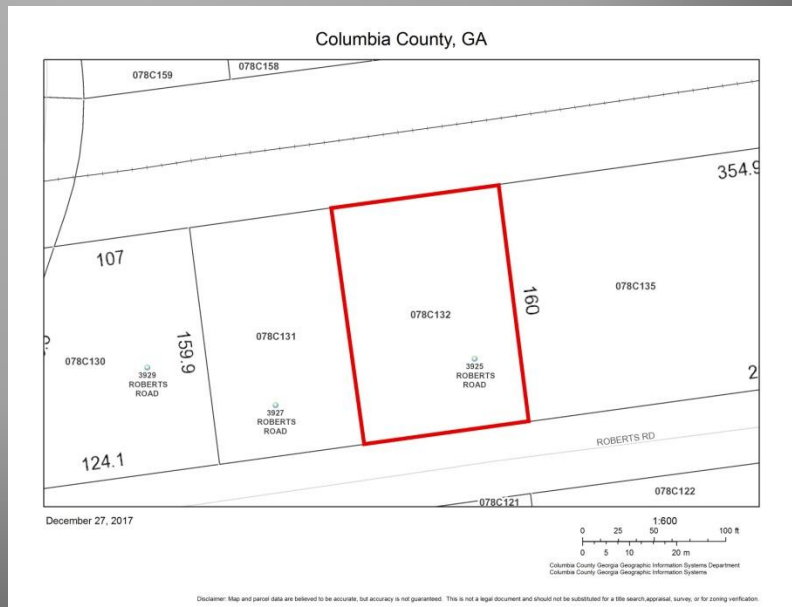 Columbia County, GA
078C159
078C158
354.9
107
160
078C135
078C132
078C131
159.9
078C130
3929
ROBERTS
ROAD
3925
ROBERTS
ROAD
3927
ROBERTS
ROAD
2
124.1
ROBERTS RD
078C121
078C122
December 27, 2017
1:600
0 25 50 100 ft
0 5 10 20 m
Columbia County Georgia Geographic Information Systems Department
Columbia County Georgia Geographic Information Systems
Disclaimer: Map and parcel data are believed to be accurate, but accuracy is not guaranteed. This is not a legal document and should not be substituted for a title search,appraisal, survey, or for zoning verification.